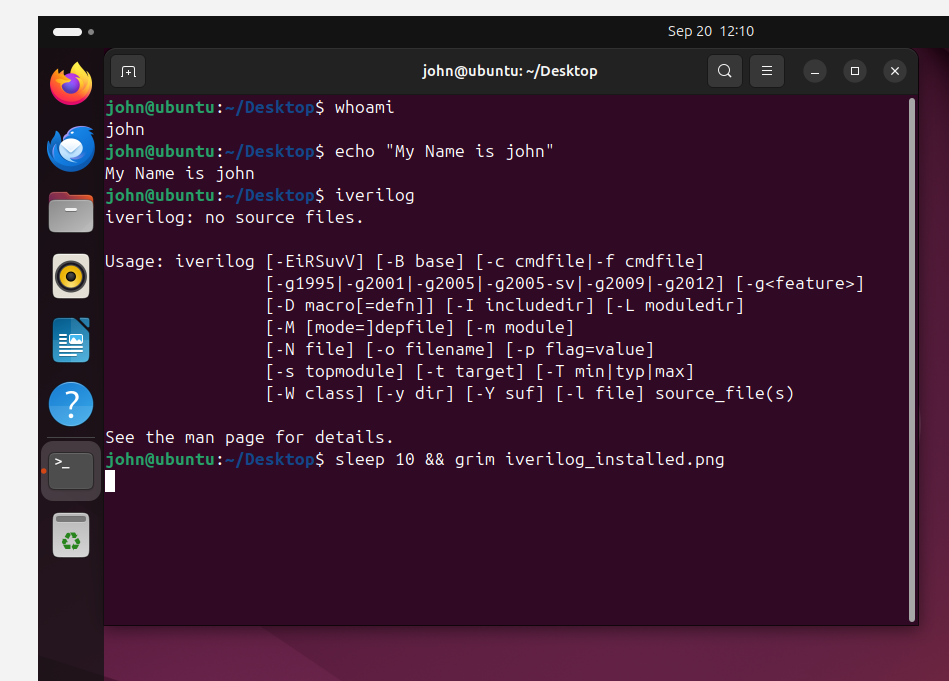 Sep 20 12:10
john@ubuntu: ~/Desktop
john@ubuntu:~/Desktop$ whoami
john
john@ubuntu:~/Desktop$ echo "My Name is john"
My Name is john
john@ubuntu:~/Desktop$ iverilog
iverilog: no source files.
Usage: iverilog [-EiRSuvV] [-B base] [-c cmdfile|-f cmdfile]
[-g1995|-g2001|-g2005|-g2005-sv|-g2009|-g2012] [-g<feature>]
[-D macro[=defn]] [-I includedir] [-L moduledir]
[-M [mode=]depfile] [-m module]
[-N file] [-o filename] [-p flag=value]
[-s topmodule] [-t target] [-T min|typ|max]
[-W class] [-y dir] [-Y suf] [-l file] source_file(s)
See the man page for details.
john@ubuntu:~/Desktop$ sleep 10 && grim iverilog_installed.png